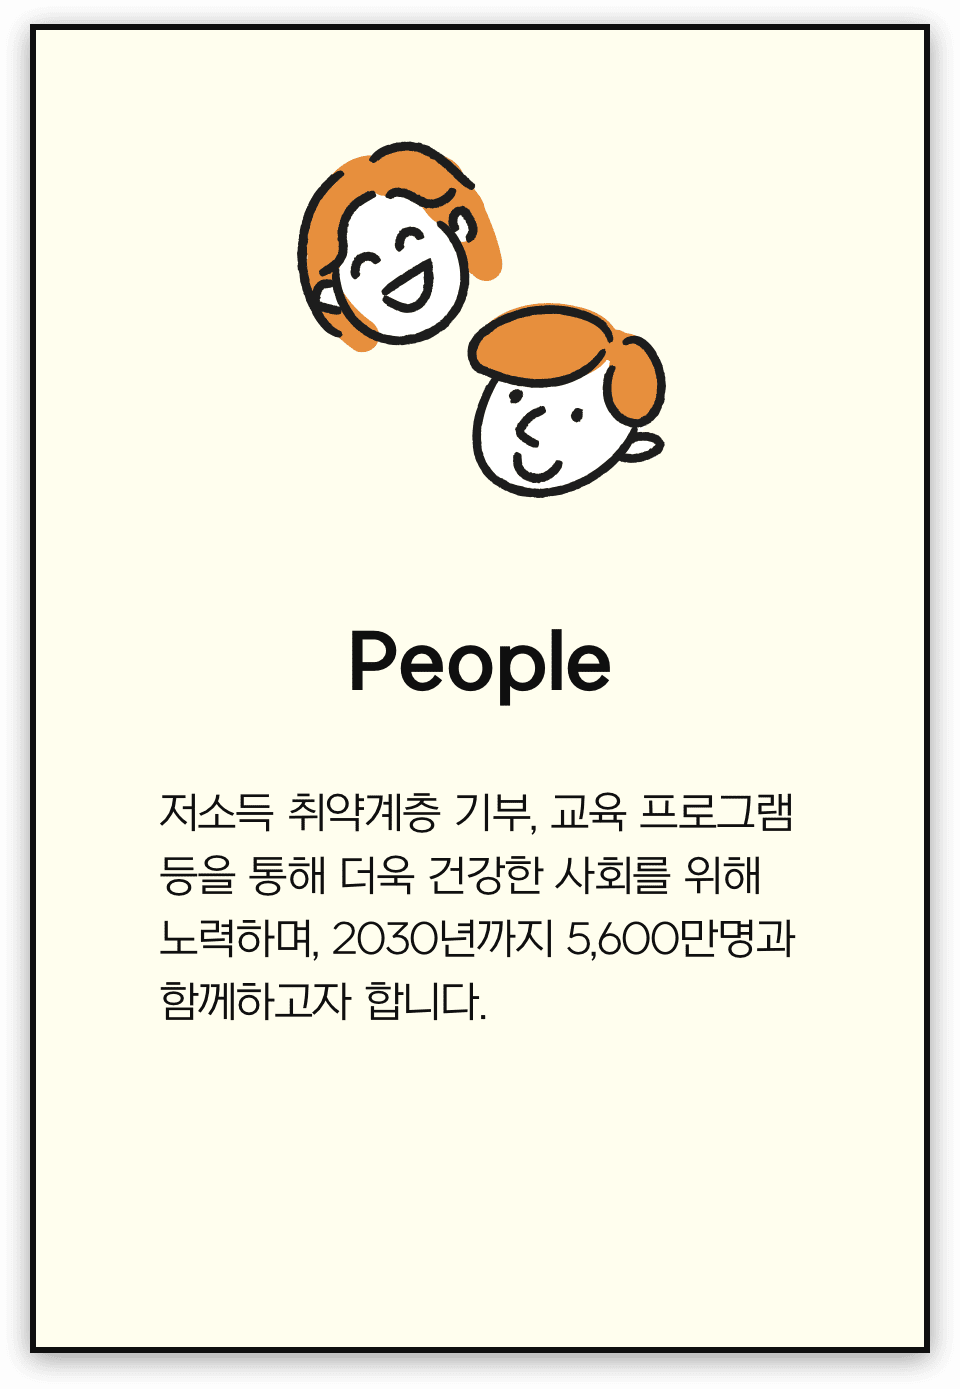 People
저소득 취약계층 기부, 교육 프로그램
등을 통해 더욱 건강한 사회를 위해
노력하며, 2030년까지 5,600만명과
함께하고자 합니다.